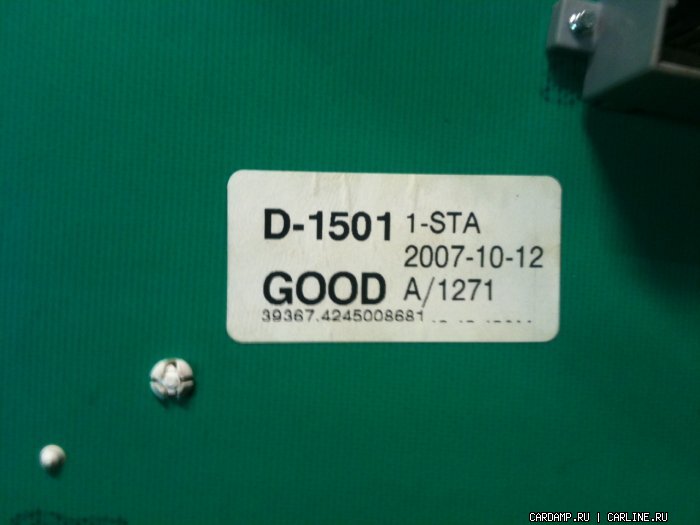 D-1501 1-STA
2007-10-12
GOOD A/1271
39367.4245008681
CARDAMP.RU | CARLINE.RU